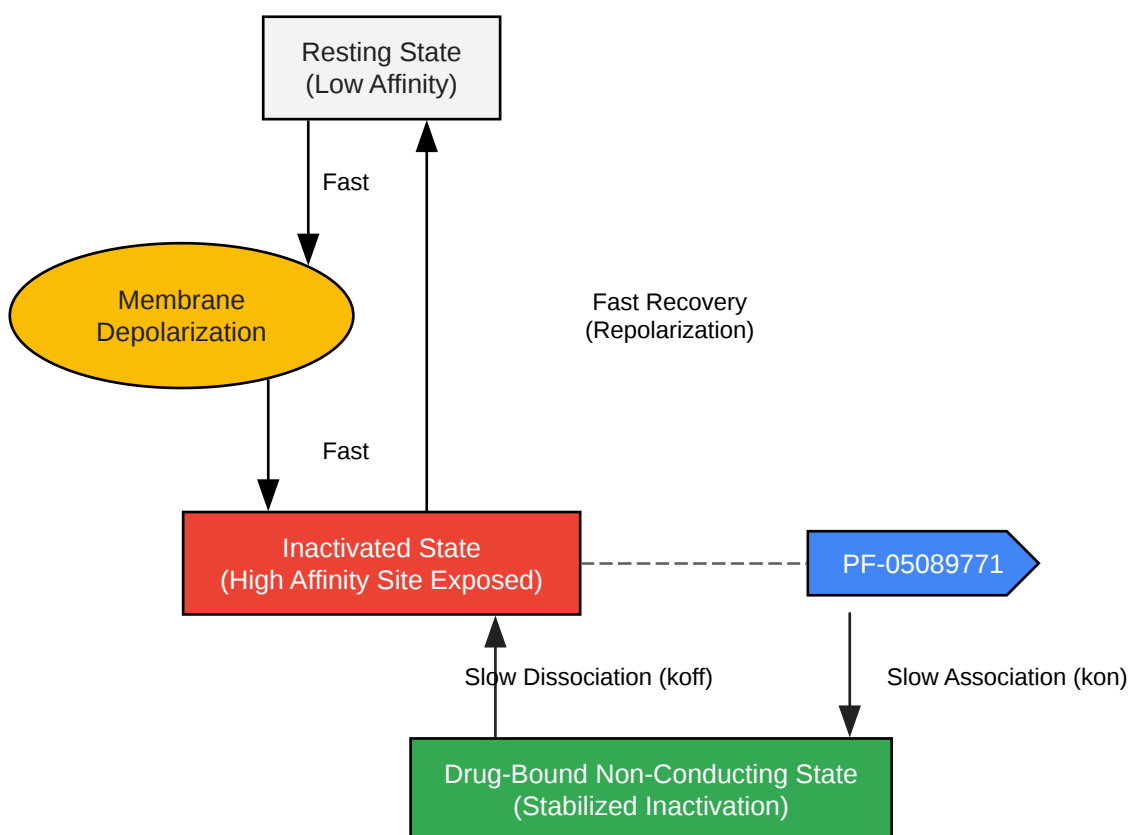 Resting State
(Low Affinity)
Fast
Membrane
Depolarization
Fast Recovery
(Repolarization)
Fast
Inactivated State
(High Affinity Site Exposed)
PF-05089771
Slow Dissociation (koff)
Slow Association (kon)
Drug-Bound Non-Conducting State
(Stabilized Inactivation)